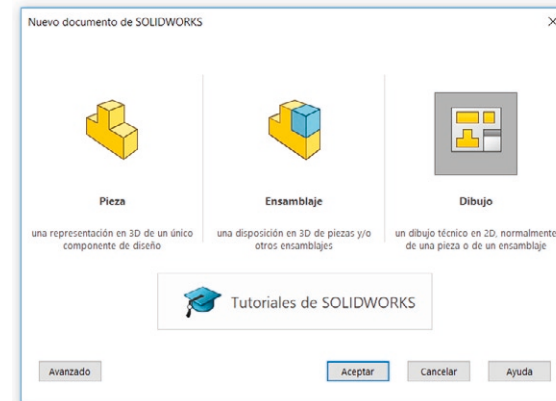 Nuevo documento de SOLIDWORKS
Pieza
una representación en 3D de un único
componente de diseño
Ensamblaje
una disposición en 3D de piezas y/o
otros ensamblajes
Dibujo
un dibujo técnico en 2D, normalmente
de una pieza o de un ensamblaje
Tutoriales de SOLIDWORKS
Avanzado
Aceptar
Cancelar
Ayuda